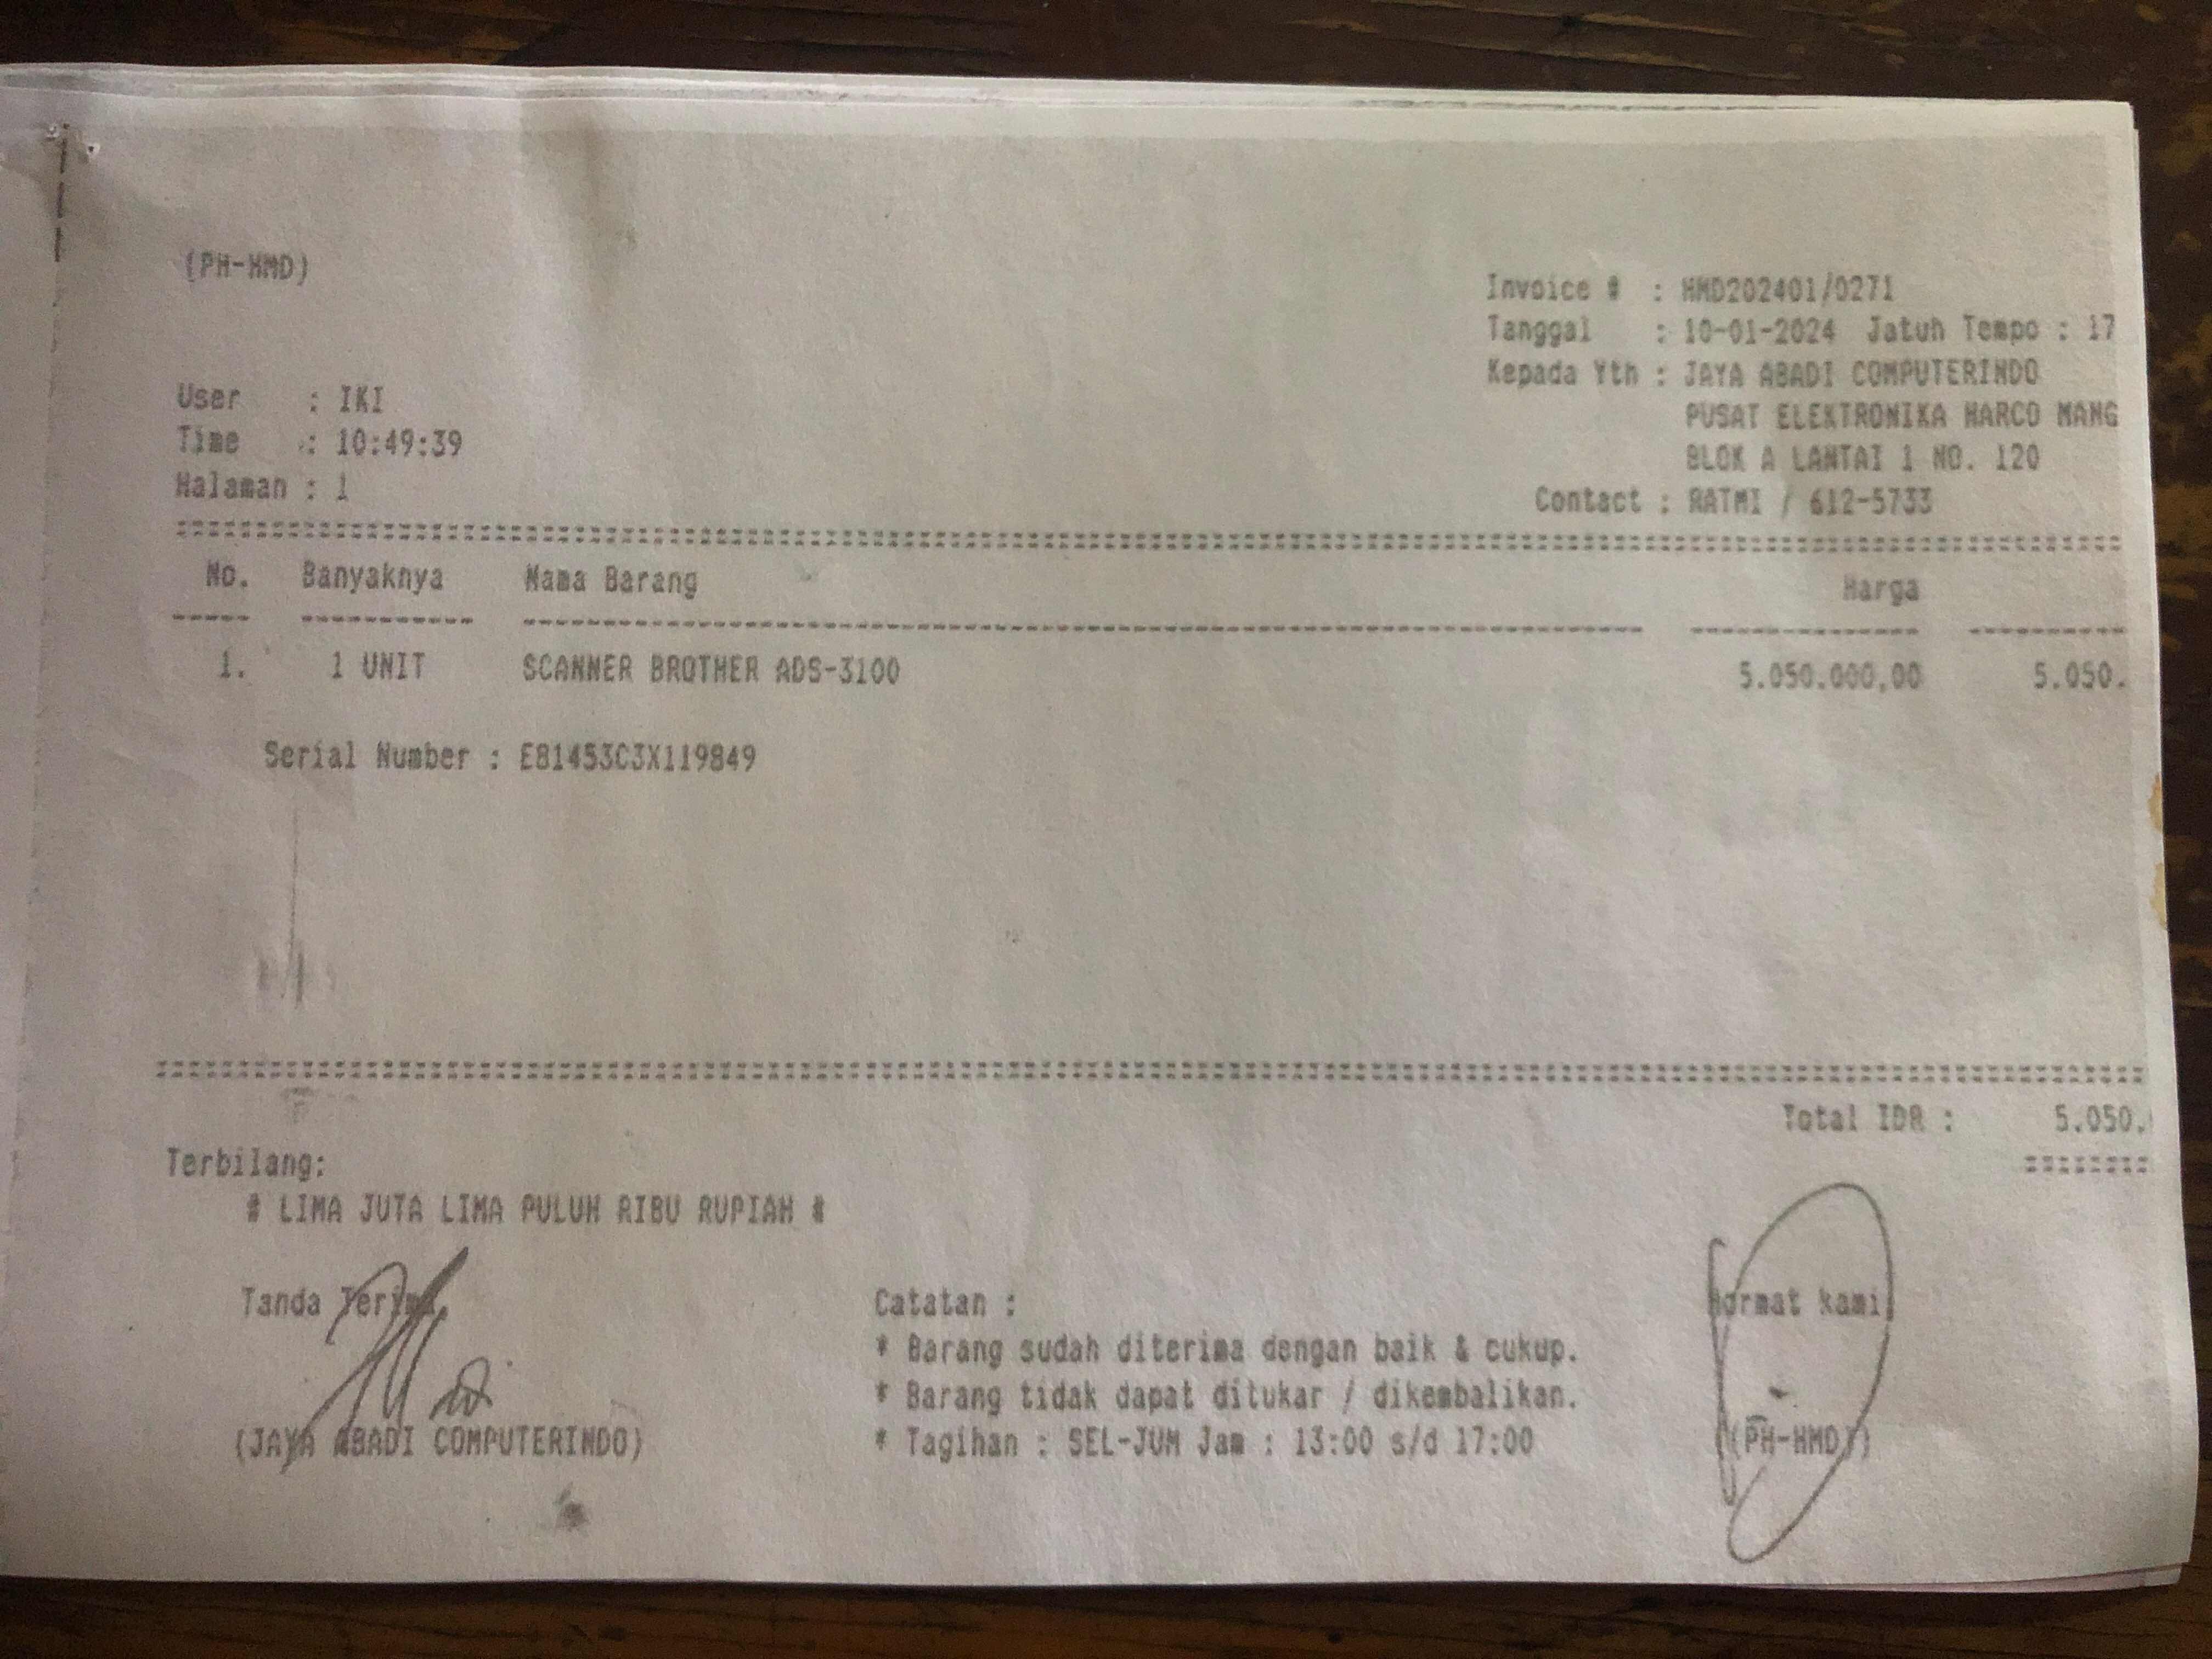 (PH-HMD)
Invoice # : HMD202401/0271
Tanggal : 10-01-2024 Jatuh Tempo : 17
Kepada Yth : JAYA ABADI COMPUTERINDO
PUSAT ELEKTRONIKA HARCO MANG
BLOK A LANTAI 1 NO. 120
Contact : RATMI / 612-5733
User : IKI
Time : 10:49:39
Halaman : 1
No. Banyaknya Nama Barang Harga
1. 1 UNIT SCANNER BROTHER ADS-3100 5.050.000,00 5.050.
Serial Number : E81453C3X119849
Total IDR : 5.050.
Terbilang:
# LIMA JUTA LIMA PULUH RIBU RUPIAH #
Tanda Terima,
(JAYA ABADI COMPUTERINDO)
Catatan :
* Barang sudah diterima dengan baik & cukup.
* Barang tidak dapat ditukar / dikembalikan.
* Tagihan : SEL-JUM Jam : 13:00 s/d 17:00
Hormat kami,
(PH-HMD)